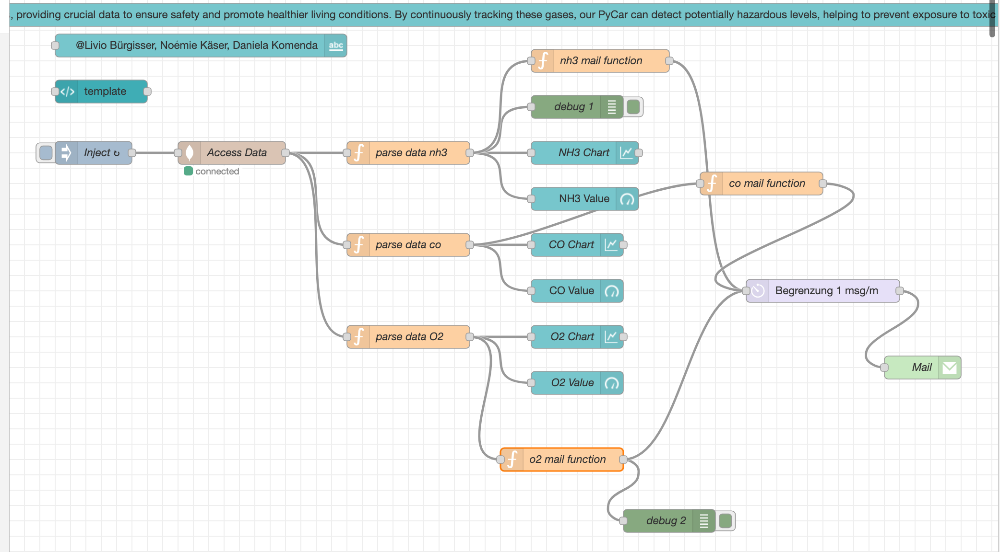 , providing crucial data to ensure safety and promote healthier living conditions. By continuously tracking these gases, our PyCar can detect potentially hazardous levels, helping to prevent exposure to toxic
@Livio Bürgisser, Noémie Käser, Daniela Komenda
abc
nh3 mail function
template
debug 1
Inject ↻
Access Data
parse data nh3
NH3 Chart
connected
co mail function
NH3 Value
parse data co
CO Chart
CO Value
Begrenzung 1 msg/m
parse data O2
O2 Chart
Mail
O2 Value
o2 mail function
debug 2